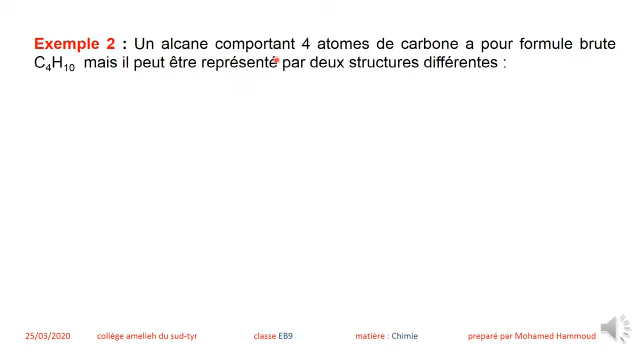 Exemple 2 : Un alcane comportant 4 atomes de carbone a pour formule brute
C₄H₁₀ mais il peut être représenté par deux structures différentes :
25/03/2020 collège amelieh du sud-tyr classe EB9 matière : Chimie preparé par Mohamed Hammoud